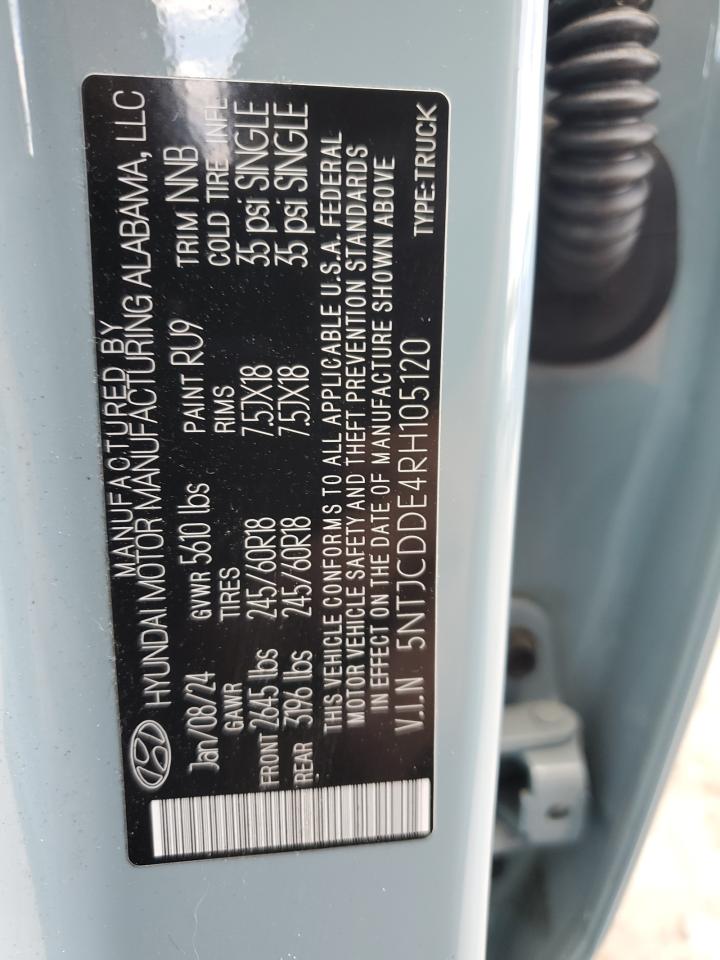 MANUFACTURED BY
HYUNDAI MOTOR MANUFACTURING ALABAMA, LLC
Jan/08/24 GVWR 5610 lbs PAINT RU9 TRIM NNB
GAWR TIRES RIMS COLD TIRE INFL
FRONT 2645 lbs 245/60R18 7.5JX18 35 psi SINGLE
REAR 3196 lbs 245/60R18 7.5JX18 35 psi SINGLE
THIS VEHICLE CONFORMS TO ALL APPLICABLE U.S.A. FEDERAL
MOTOR VEHICLE SAFETY AND THEFT PREVENTION STANDARDS
IN EFFECT ON THE DATE OF MANUFACTURE SHOWN ABOVE
V.I.N 5NTJCDDE4RH105120 TYPE:TRUCK